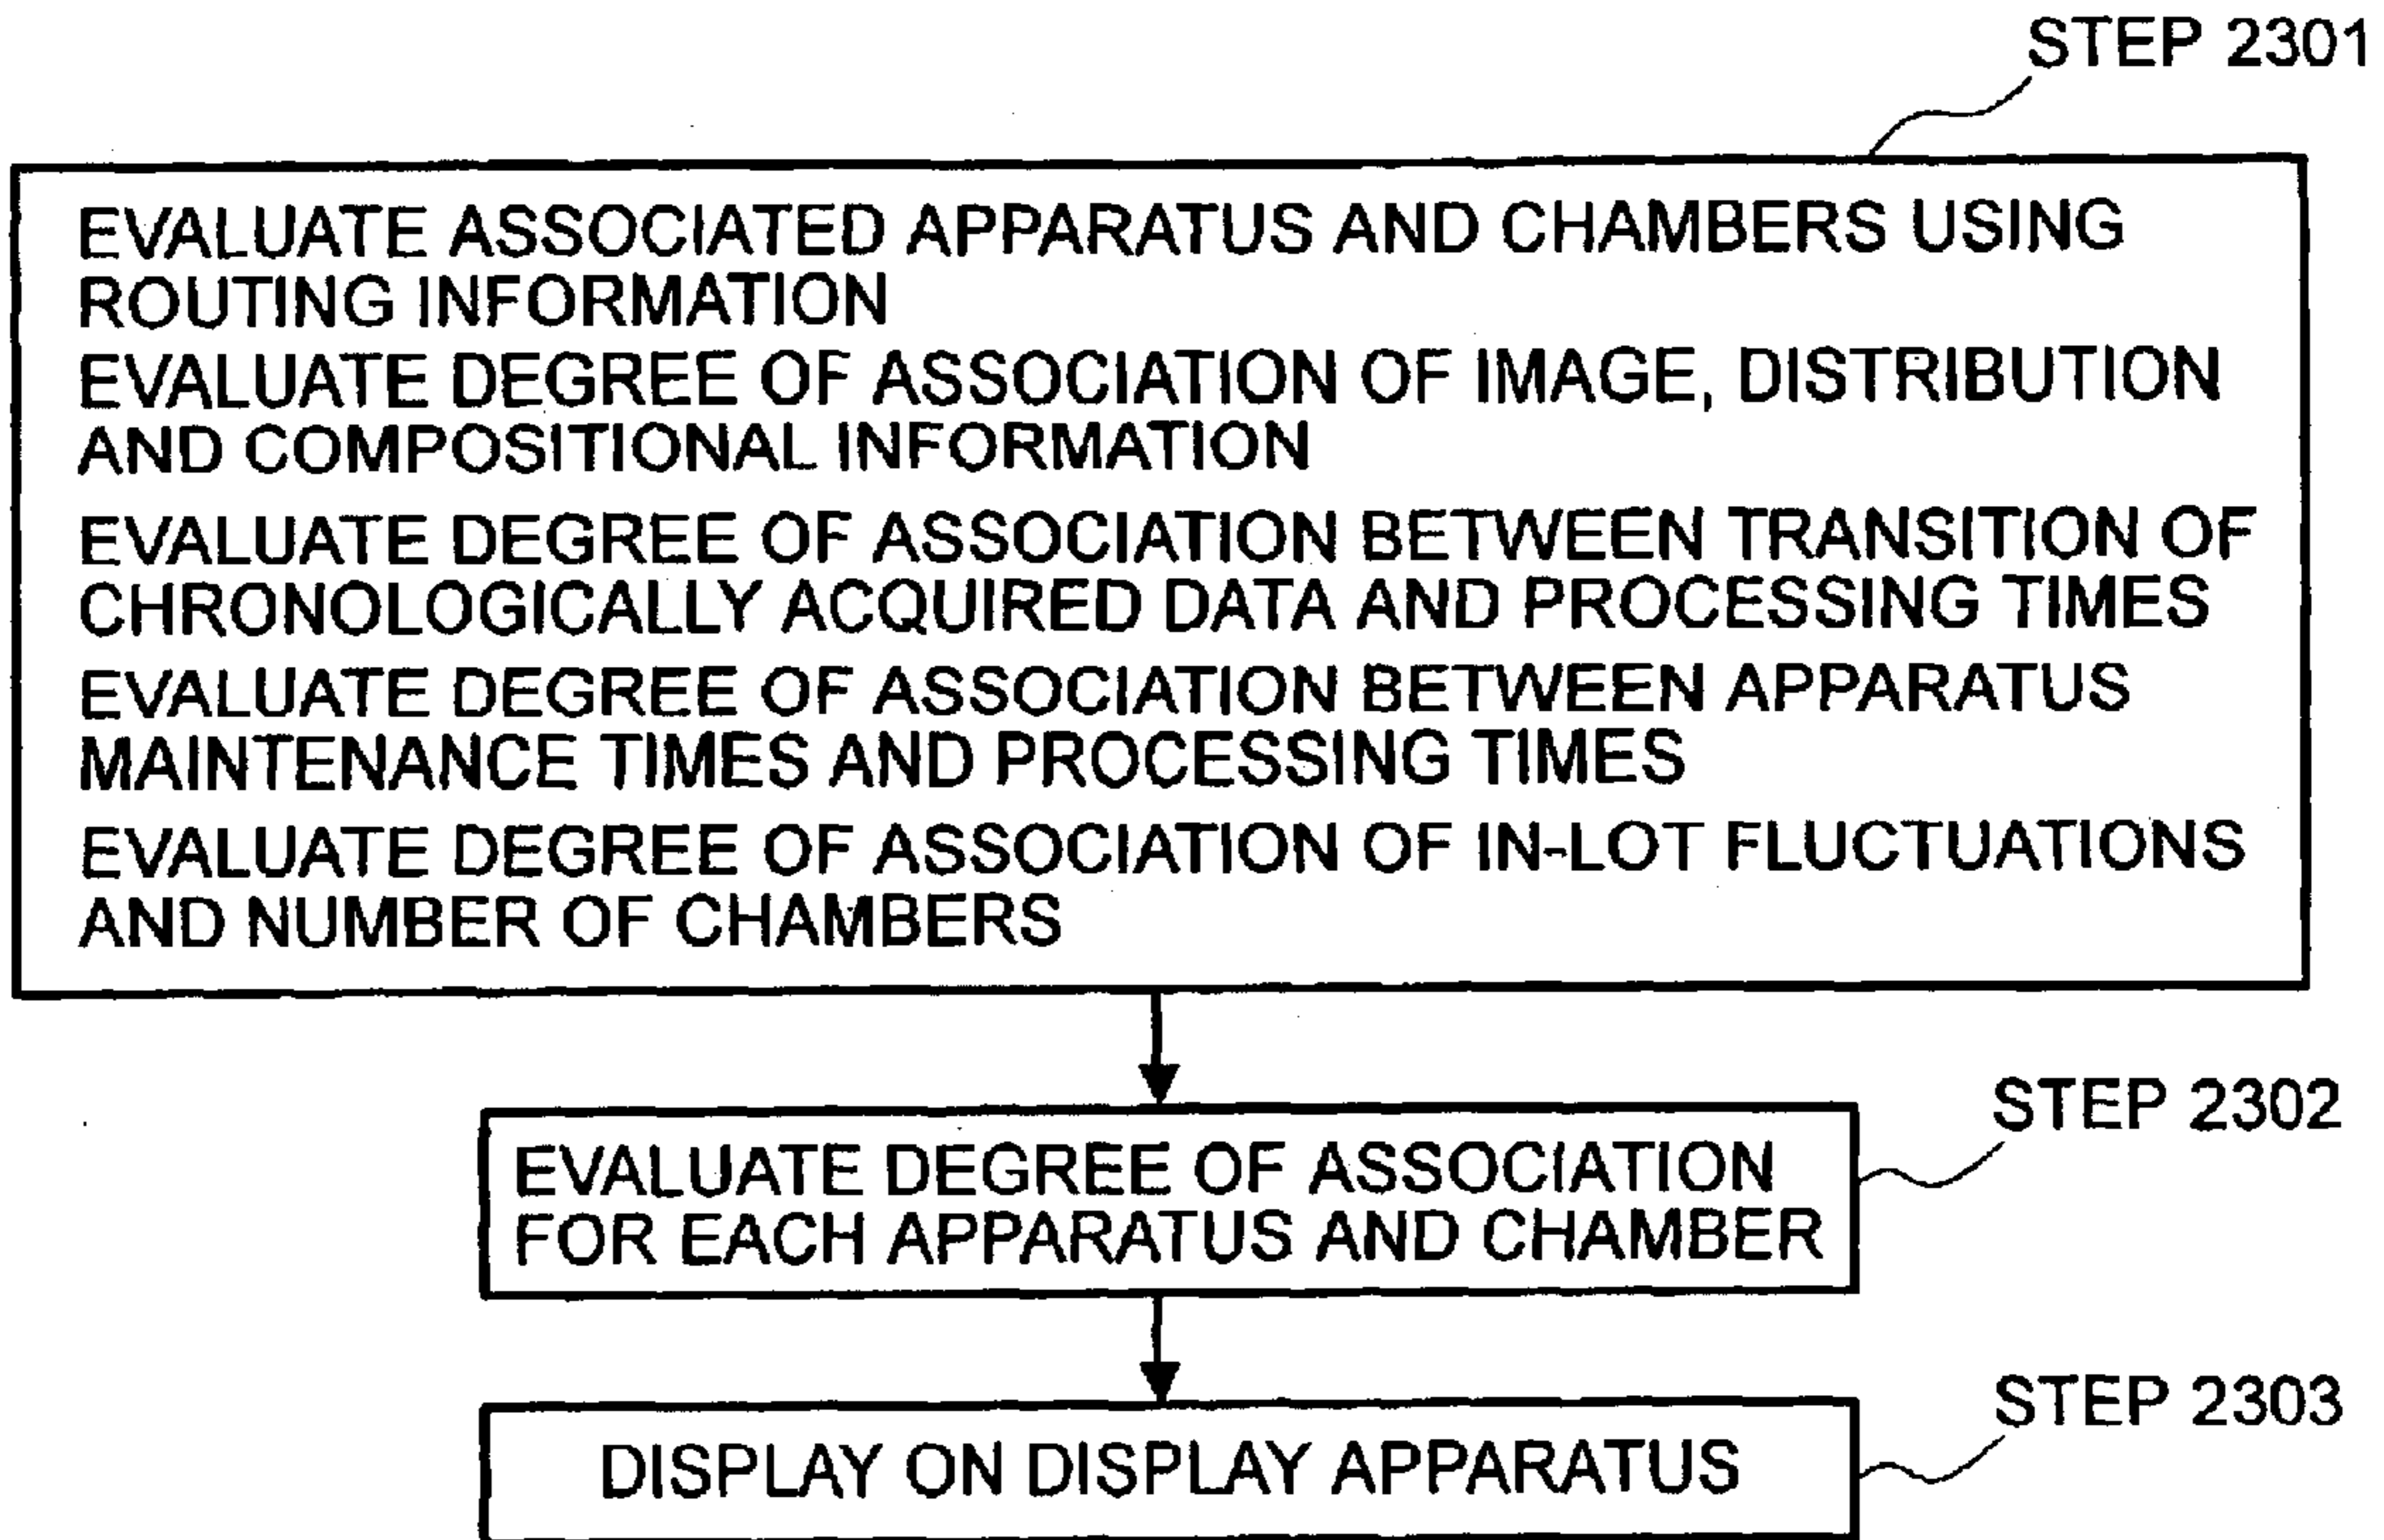 STEP 2301
EVALUATE ASSOCIATED APPARATUS AND CHAMBERS USING
ROUTING INFORMATION
EVALUATE DEGREE OF ASSOCIATION OF IMAGE, DISTRIBUTION
AND COMPOSITIONAL INFORMATION
EVALUATE DEGREE OF ASSOCIATION BETWEEN TRANSITION OF
CHRONOLOGICALLY ACQUIRED DATA AND PROCESSING TIMES
EVALUATE DEGREE OF ASSOCIATION BETWEEN APPARATUS
MAINTENANCE TIMES AND PROCESSING TIMES
EVALUATE DEGREE OF ASSOCIATION OF IN-LOT FLUCTUATIONS
AND NUMBER OF CHAMBERS
STEP 2302
EVALUATE DEGREE OF ASSOCIATION
FOR EACH APPARATUS AND CHAMBER
STEP 2303
DISPLAY ON DISPLAY APPARATUS